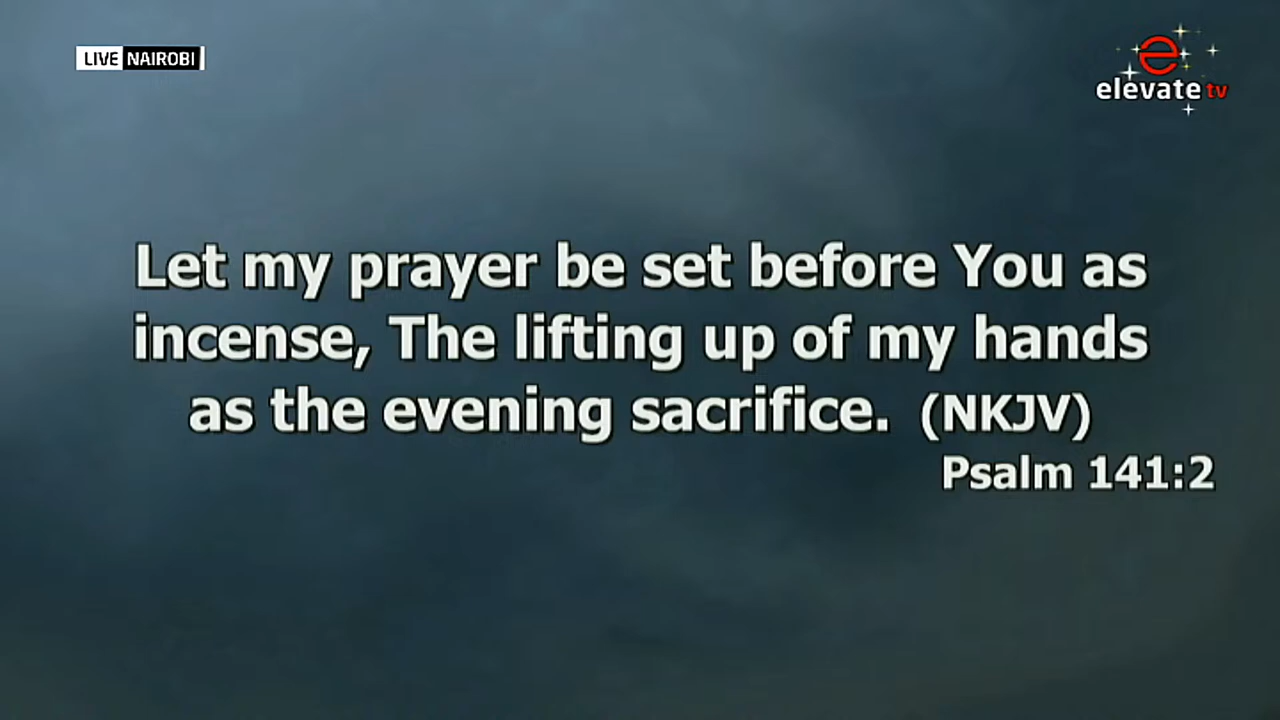 LIVE NAIROBI
e
elevate tv
Let my prayer be set before You as
incense, The lifting up of my hands
as the evening sacrifice. (NKJV)
Psalm 141:2